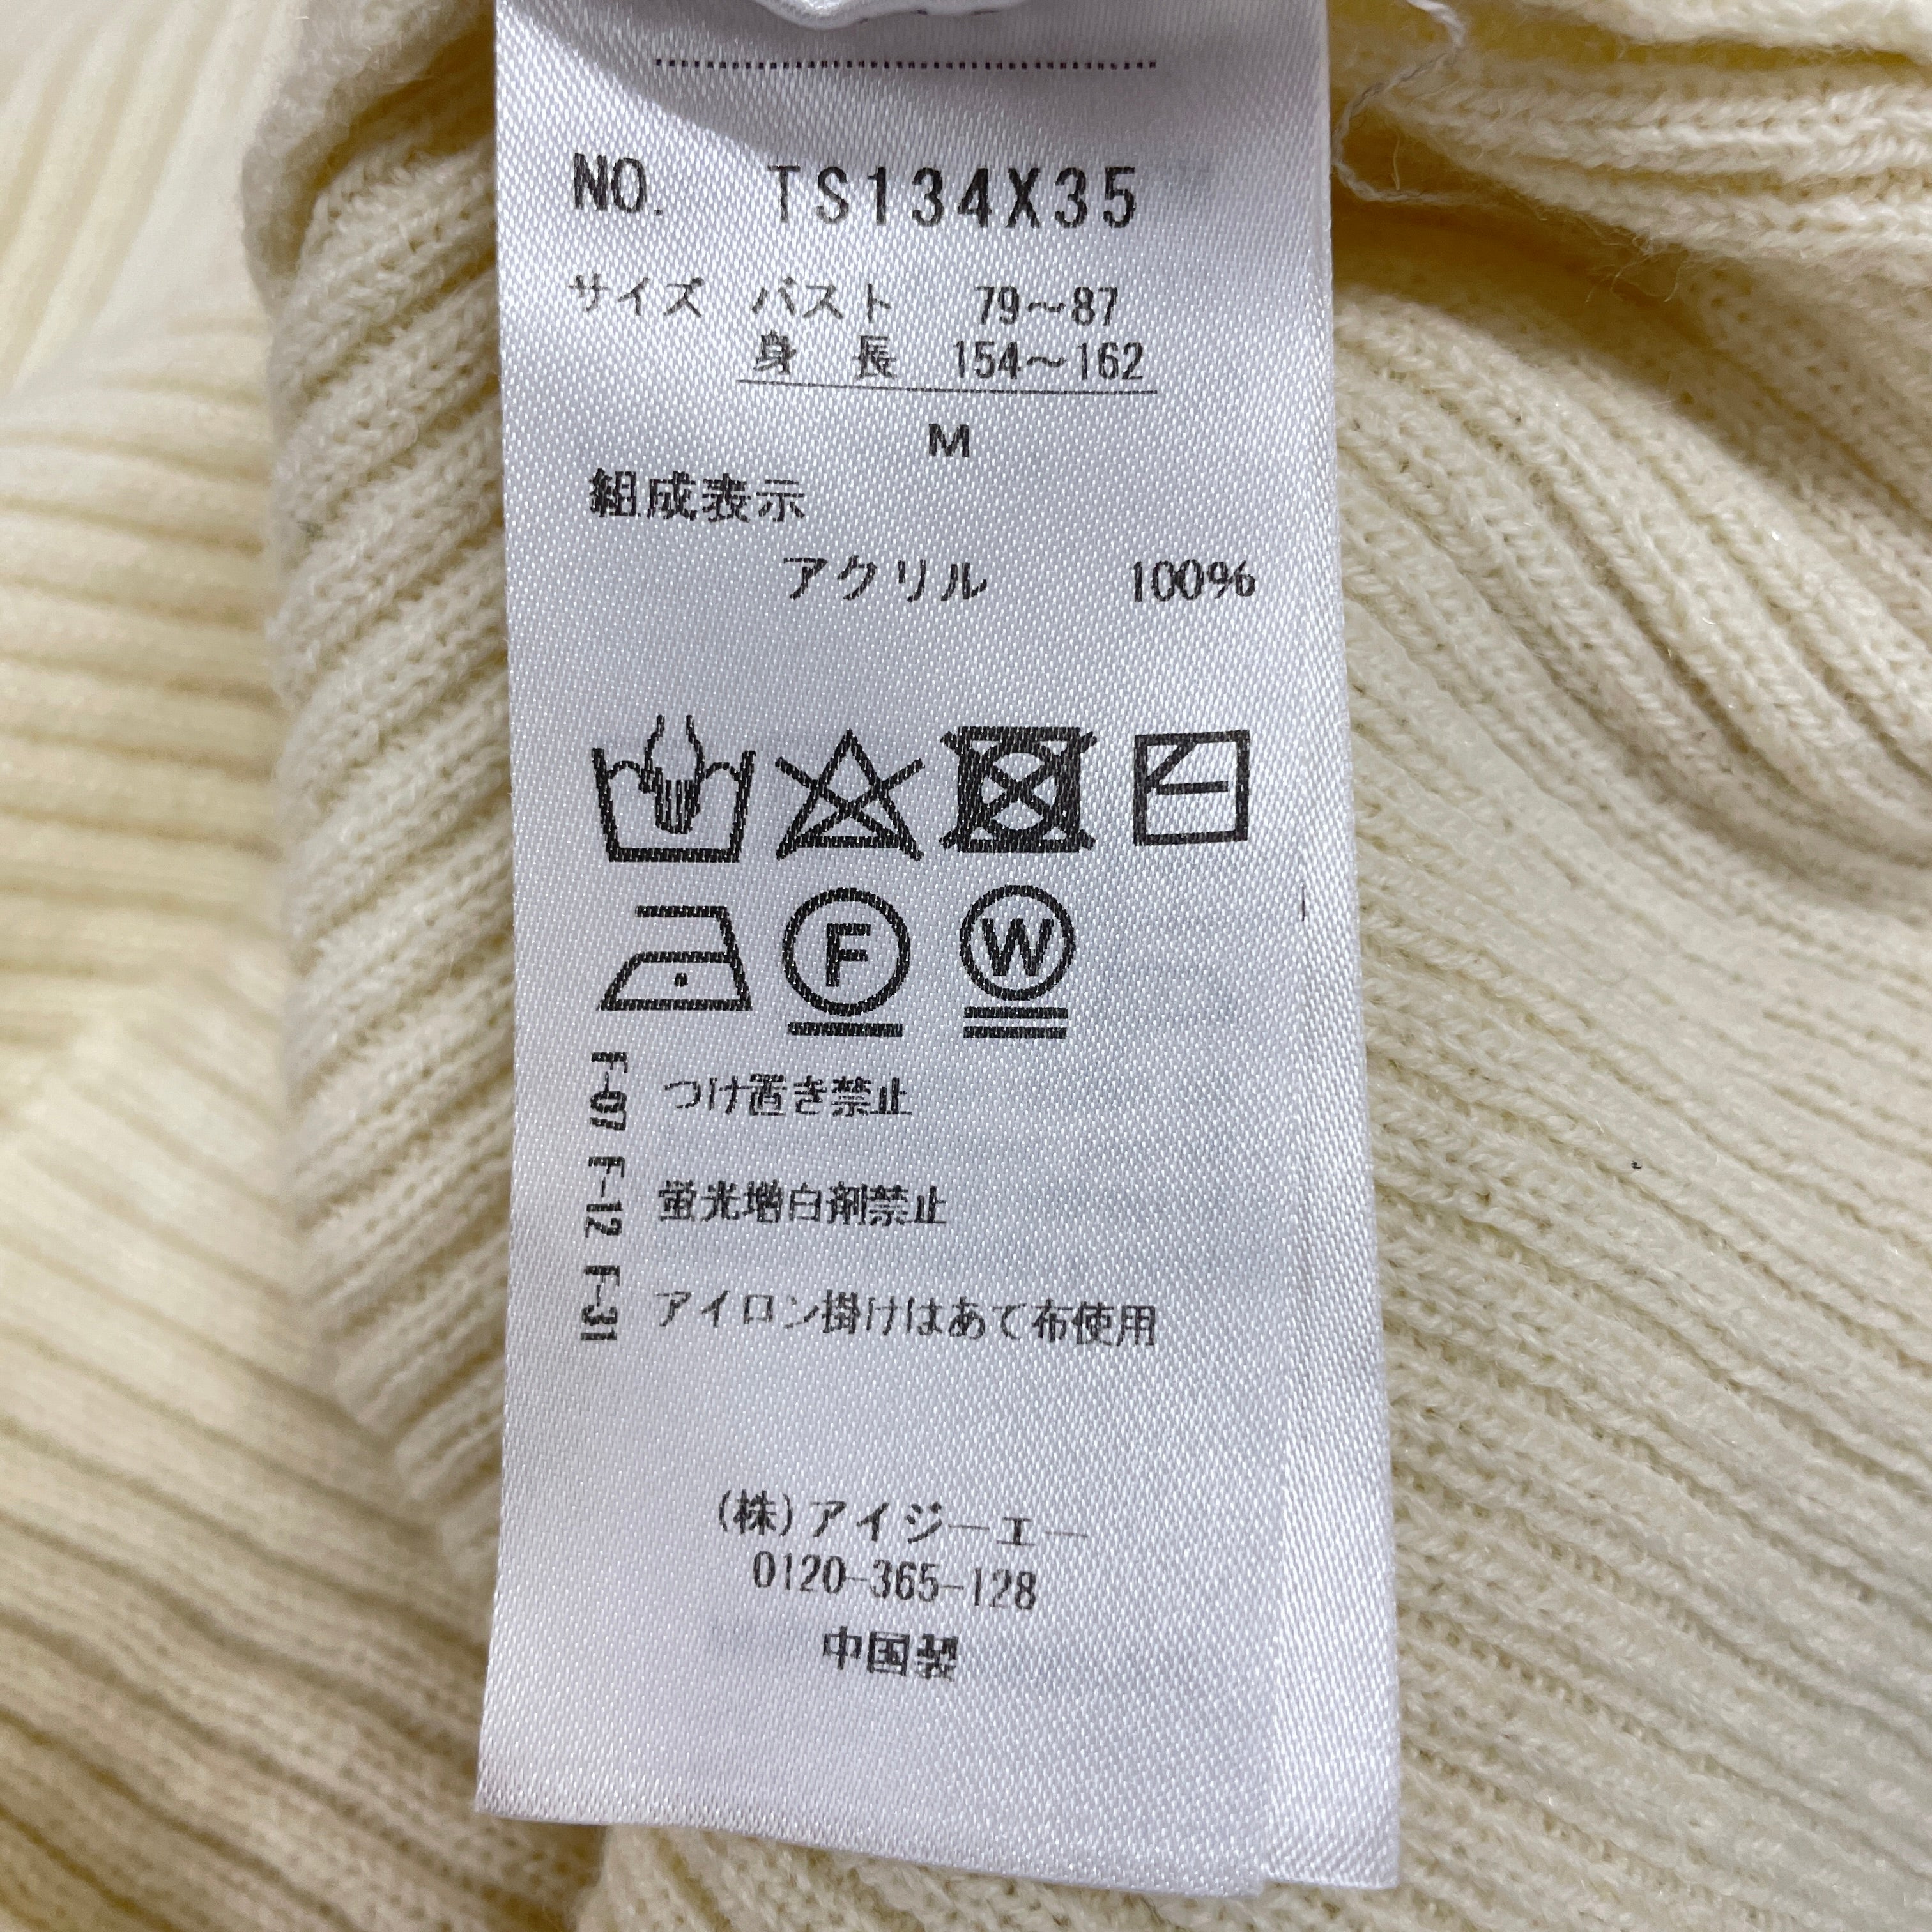 NO. TS134X35
サイズ バスト 79〜87
身 長 154〜162
M
組成表示
アクリル 100%
F
W
F-07 つけ置き禁止
F-12 蛍光増白剤禁止
F-31 アイロン掛けはあて布使用
(株)アイジーエー
0120-365-128
中国製